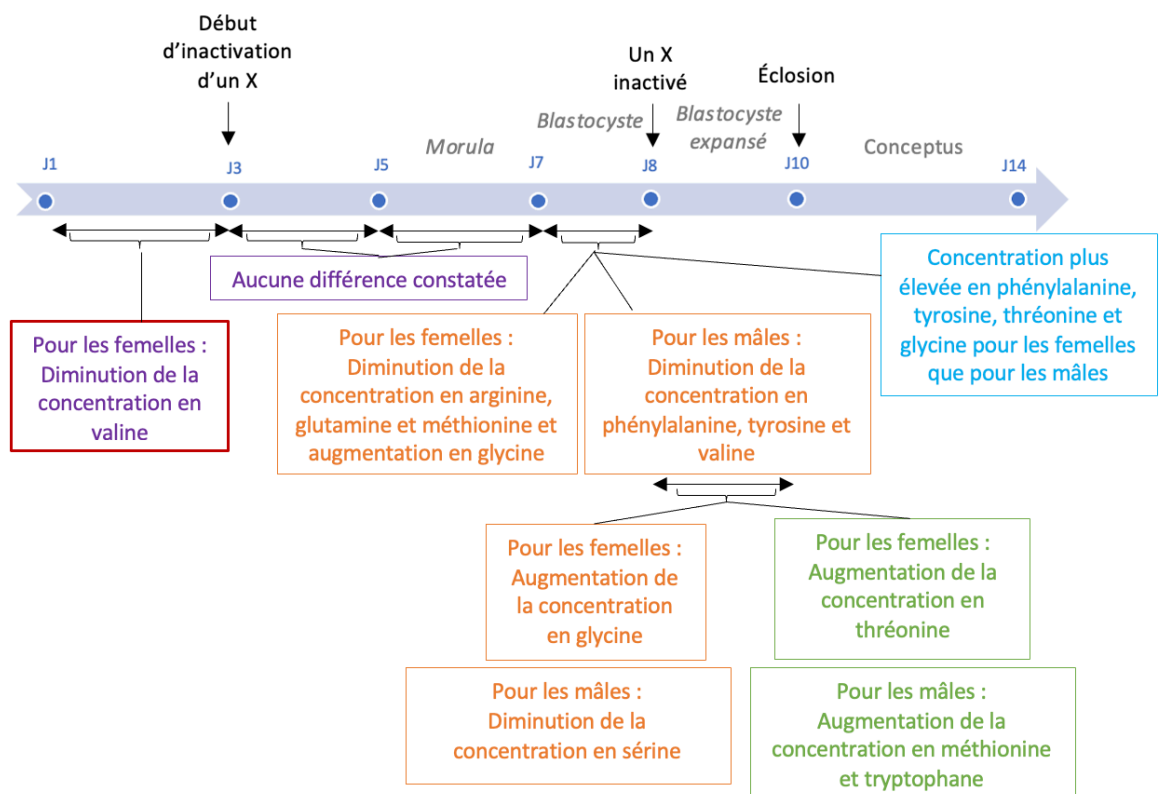 Début
d'inactivation
d'un X
Un X
inactivé
Éclosion
Blastocyste
Blastocyste
expansé
Morula
Conceptus
J1
J3
J5
J7
J8
J10
J14
Aucune différence constatée
Concentration plus
élevée en phénylalanine,
tyrosine, thréonine et
glycine pour les femelles
que pour les mâles
Pour les femelles :
Diminution de la
concentration en
valine
Pour les femelles :
Diminution de la
concentration en arginine,
glutamine et méthionine et
augmentation en glycine
Pour les mâles :
Diminution de la
concentration en
phénylalanine, tyrosine et
valine
Pour les femelles :
Augmentation de
la concentration
en glycine
Pour les femelles :
Augmentation de la
concentration en
thréonine
Pour les mâles :
Diminution de la
concentration en sérine
Pour les mâles :
Augmentation de la
concentration en méthionine
et tryptophane